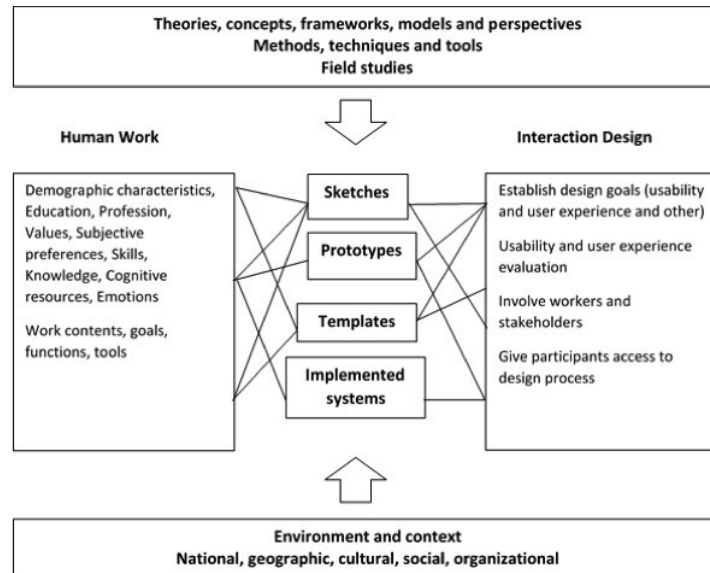 Theories, concepts, frameworks, models and perspectives
Methods, techniques and tools
Field studies
Human Work
Interaction Design
Demographic characteristics,
Education, Profession,
Values, Subjective
preferences, Skills,
Knowledge, Cognitive
resources, Emotions
Work contents, goals,
functions, tools
Sketches
Prototypes
Templates
Implemented
systems
Establish design goals (usability
and user experience and other)
Usability and user experience
evaluation
Involve workers and
stakeholders
Give participants access to
design process
Environment and context
National, geographic, cultural, social, organizational